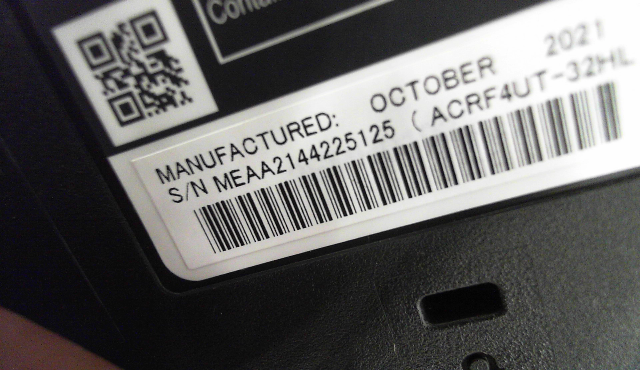 MANUFACTURED: OCTOBER 2021
S/N MEAA2144225125 ( ACRF4UT-32HL